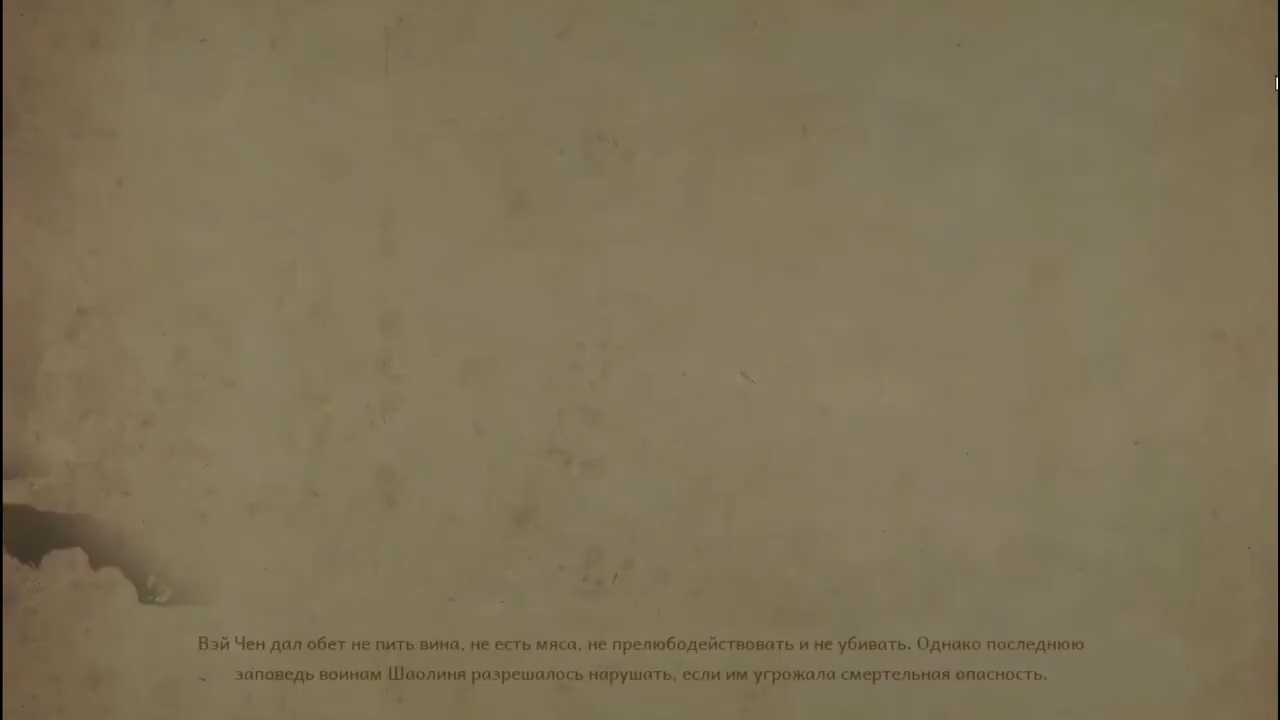 Вэй Чен дал обет не пить вина, не есть мяса, не прелюбодействовать и не убивать. Однако последнюю
заповедь воинам Шаолиня разрешалось нарушать, если им угрожала смертельная опасность.